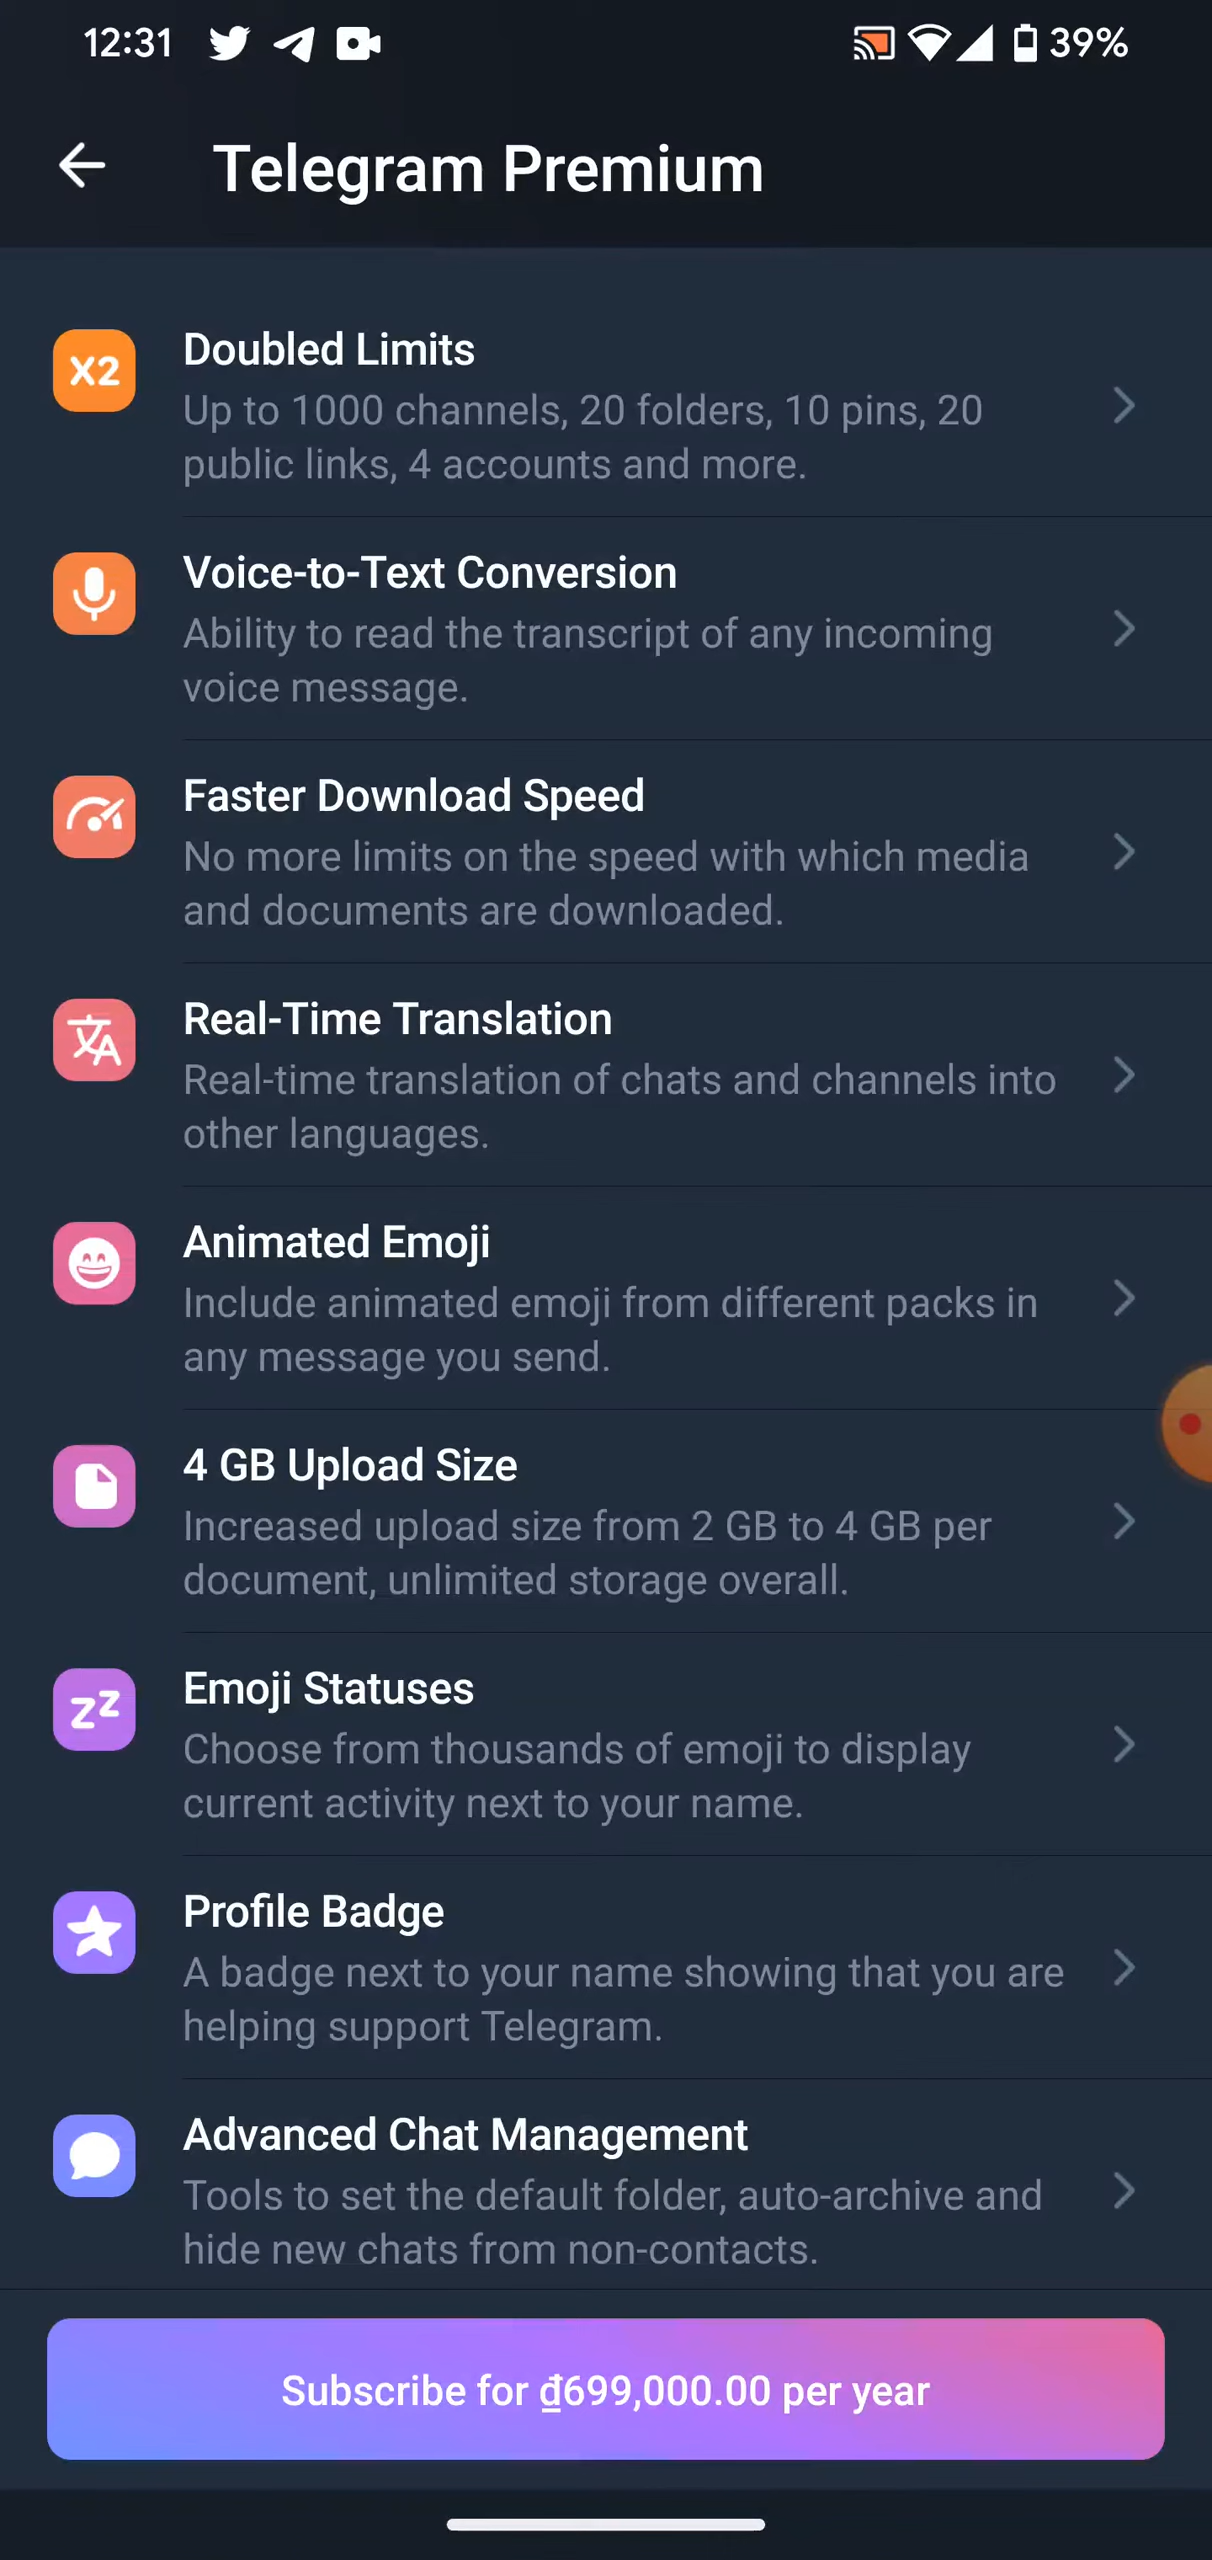 12:31
39%
Telegram Premium
X2
Doubled Limits
Up to 1000 channels, 20 folders, 10 pins, 20
public links, 4 accounts and more.
Voice-to-Text Conversion
Ability to read the transcript of any incoming
voice message.
Faster Download Speed
No more limits on the speed with which media
and documents are downloaded.
文A
Real-Time Translation
Real-time translation of chats and channels into
other languages.
Animated Emoji
Include animated emoji from different packs in
any message you send.
4 GB Upload Size
Increased upload size from 2 GB to 4 GB per
document, unlimited storage overall.
zz
Emoji Statuses
Choose from thousands of emoji to display
current activity next to your name.
Profile Badge
A badge next to your name showing that you are
helping support Telegram.
Advanced Chat Management
Tools to set the default folder, auto-archive and
hide new chats from non-contacts.
Subscribe for ₫699,000.00 per year